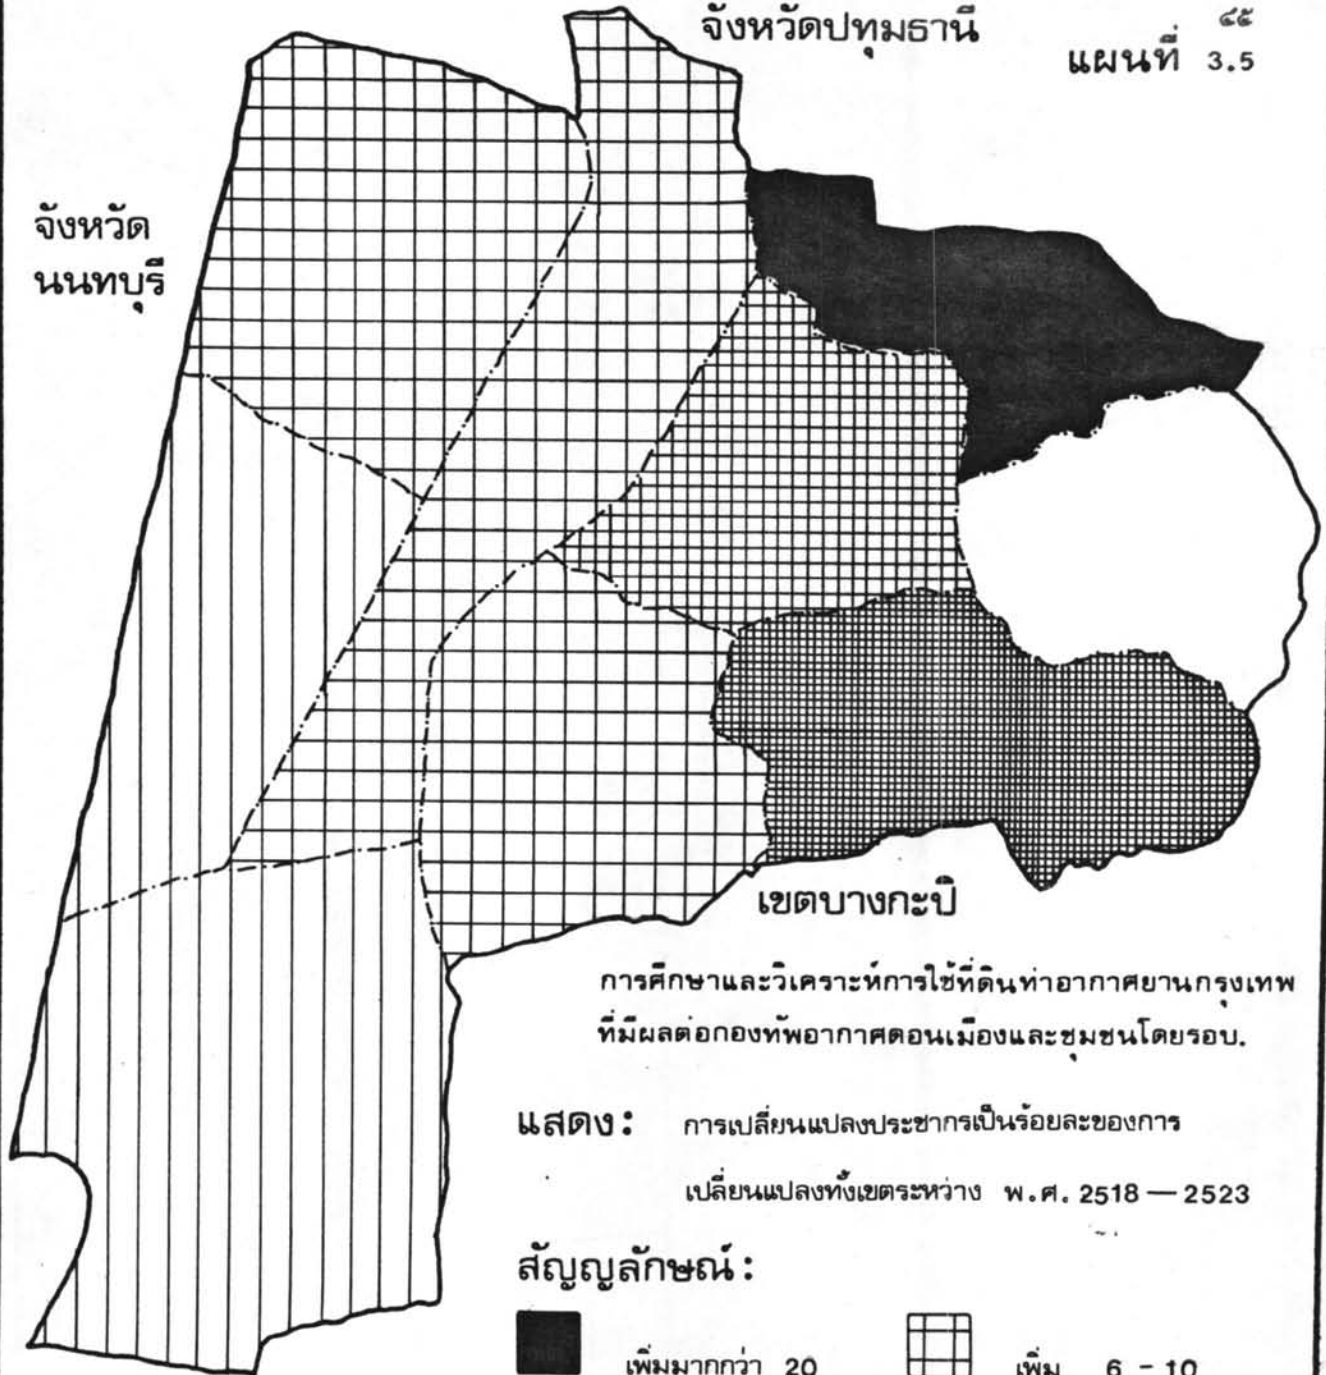 จังหวัดปทุมธานี
๔๕
แผนที่ 3.5
จังหวัด
นนทบุรี
เขตบางกะปิ
การศึกษาและวิเคราะห์การใช้ที่ดินท่าอากาศยานกรุงเทพ
ที่มีผลต่อกองทัพอากาศดอนเมืองและชุมชนโดยรอบ.
แสดง: การเปลี่ยนแปลงประชากรเป็นร้อยละของการ
เปลี่ยนแปลงทั้งเขตระหว่าง พ.ศ. 2518 — 2523
สัญญลักษณ์:
เพิ่มมากกว่า 20
เพิ่ม 6 - 10